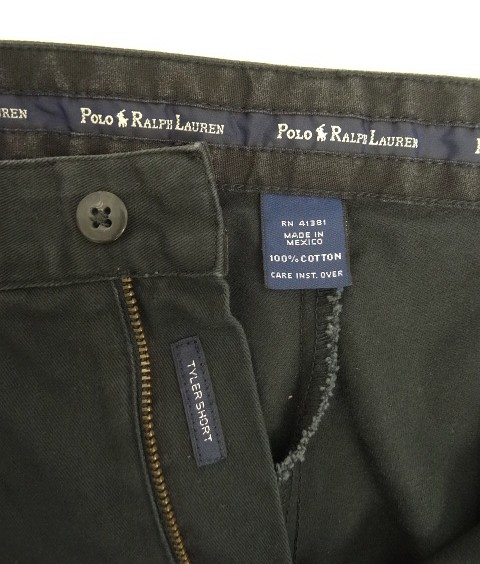 REN
POLO RALPH LAUREN
POLO RALPH LAUREN
RN 41381
MADE IN
MEXICO
100% COTTON
CARE INST. OVER
TYLER SHORT